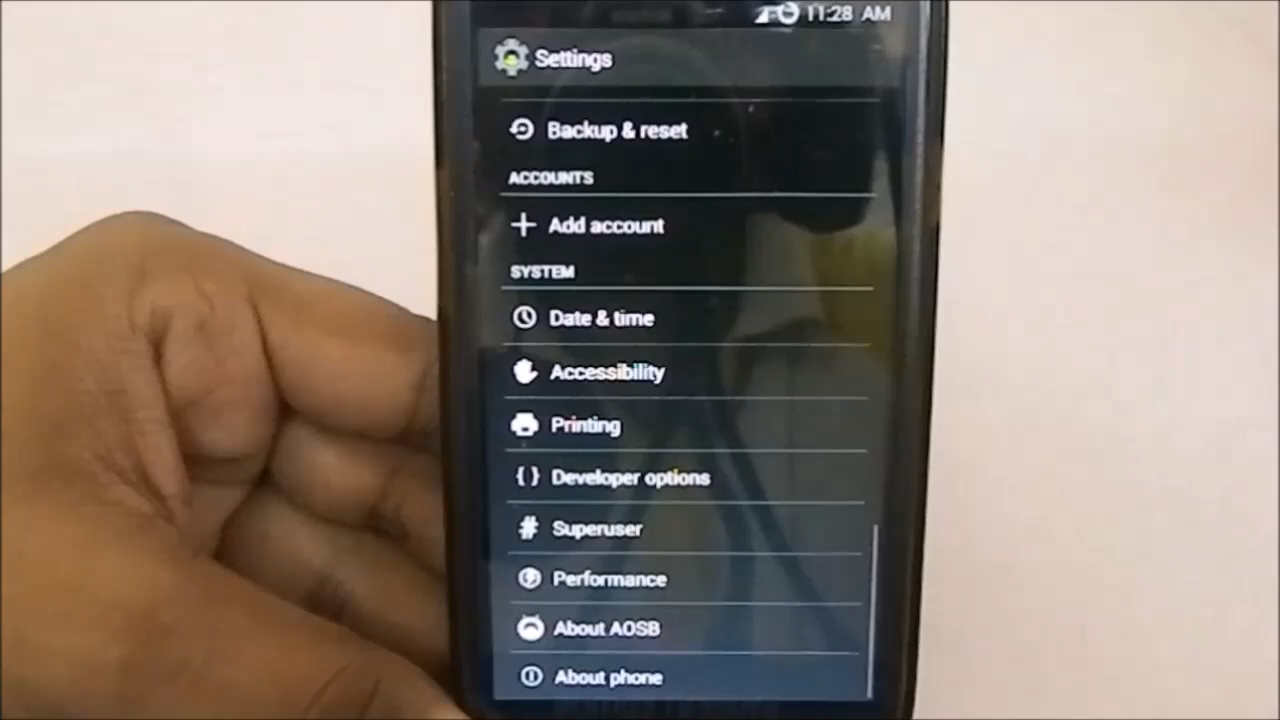 11:28 AM
Settings
Backup & reset
ACCOUNTS
Add account
SYSTEM
Date & time
Accessibility
Printing
{ } Developer options
# Superuser
Performance
About AOSB
About phone